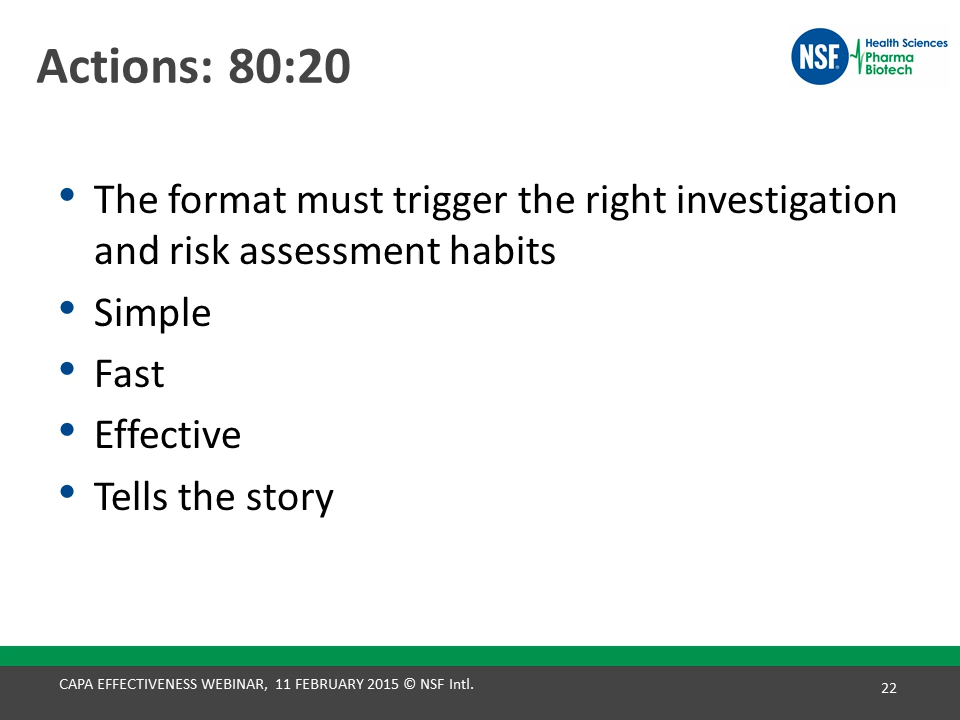 Actions: 80:20
NSF
Health Sciences
Pharma
Biotech
• The format must trigger the right investigation
and risk assessment habits
• Simple
• Fast
• Effective
• Tells the story
CAPA EFFECTIVENESS WEBINAR, 11 FEBRUARY 2015 © NSF Intl.
22